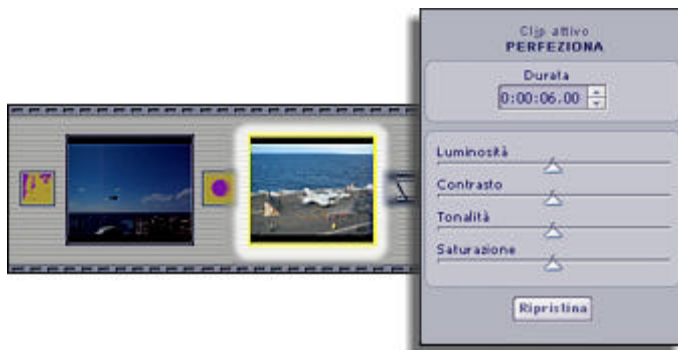 Clip attivo
PERFEZIONA
Durata
0:00:06.00
Luminosità
Contrasto
Tonalità
Saturazione
Ripristina